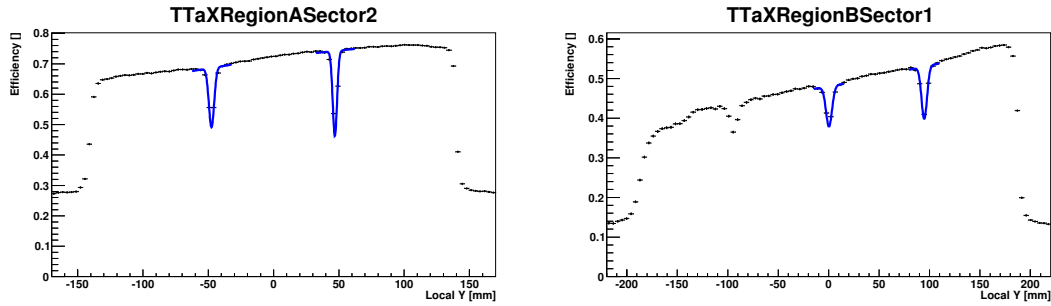 TTaXRegionASector2
Efficiency []
0.8
0.7
0.6
0.5
0.4
0.3
0.2
0.1
0
-150 -100 -50 0 50 100 150
Local Y [mm]
TTaXRegionBSector1
Efficiency []
0.6
0.5
0.4
0.3
0.2
0.1
0
-200 -150 -100 -50 0 50 100 150 200
Local Y [mm]